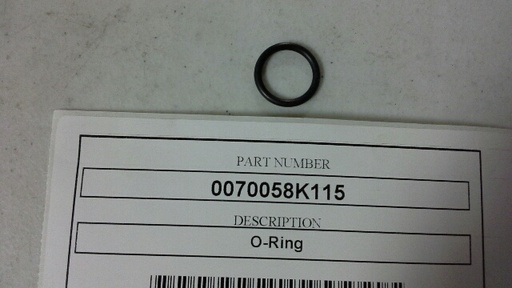 PART NUMBER
0070058K115
DESCRIPTION
O-Ring